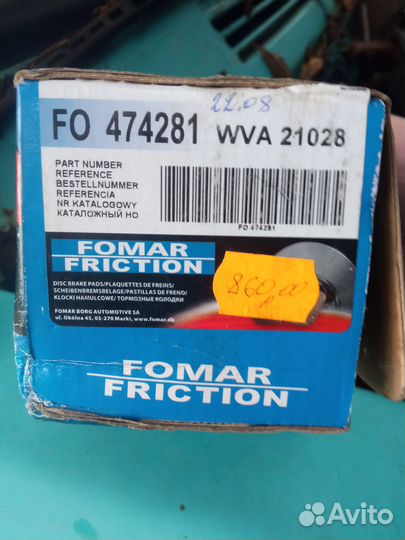 22.08
FO 474281 WVA 21028
PART NUMBER
REFERENCE
BESTELLNUMMER
REFERENCIA
NR KATALOGOWY
КАТАЛОЖНЫЙ НО
FO 474281
FOMAR
FRICTION
DISC BRAKE PADS/PLAQUETTES DE FREINS/
SCHEIBENBREMSBELAGE/PASTILLAS DE FRENO/
KLOCKI HAMULCOWE/ТОРМОЗНЫЕ КОЛОДКИ
FOMAR BORG AUTOMOTIVE SA
ul. Okólna 45, 05-270 Marki, www.fomar.dk
860,00
р
FOMAR
FRICTION
Avito